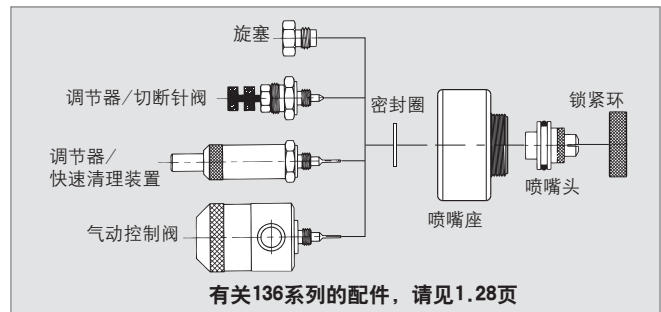 旋塞
调节器/切断针阀
调节器/
快速清理装置
气动控制阀
密封圈
喷嘴座
喷嘴头
锁紧环
有关136系列的配件，请见1.28页